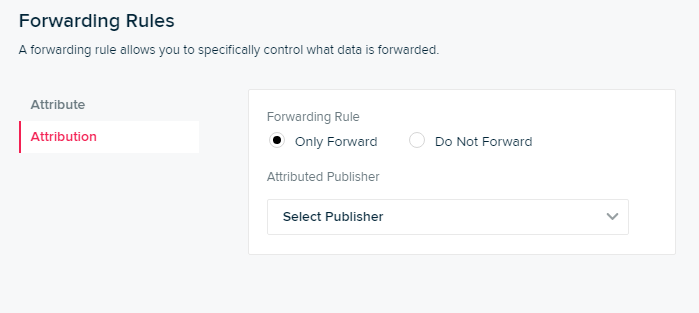 Forwarding Rules
A forwarding rule allows you to specifically control what data is forwarded.
Attribute
Attribution
Forwarding Rule
Only Forward
Do Not Forward
Attributed Publisher
Select Publisher